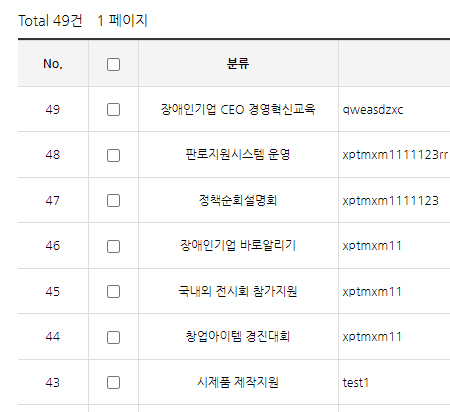 Total 49건 1 페이지
No. 분류
49 장애인기업 CEO 경영혁신교육 qweasdzxc
48 판로지원시스템 운영 xptmxm1111123rr
47 정책순회설명회 xptmxm1111123
46 장애인기업 바로알리기 xptmxm11
45 국내외 전시회 참가지원 xptmxm11
44 창업아이템 경진대회 xptmxm11
43 시제품 제작지원 test1